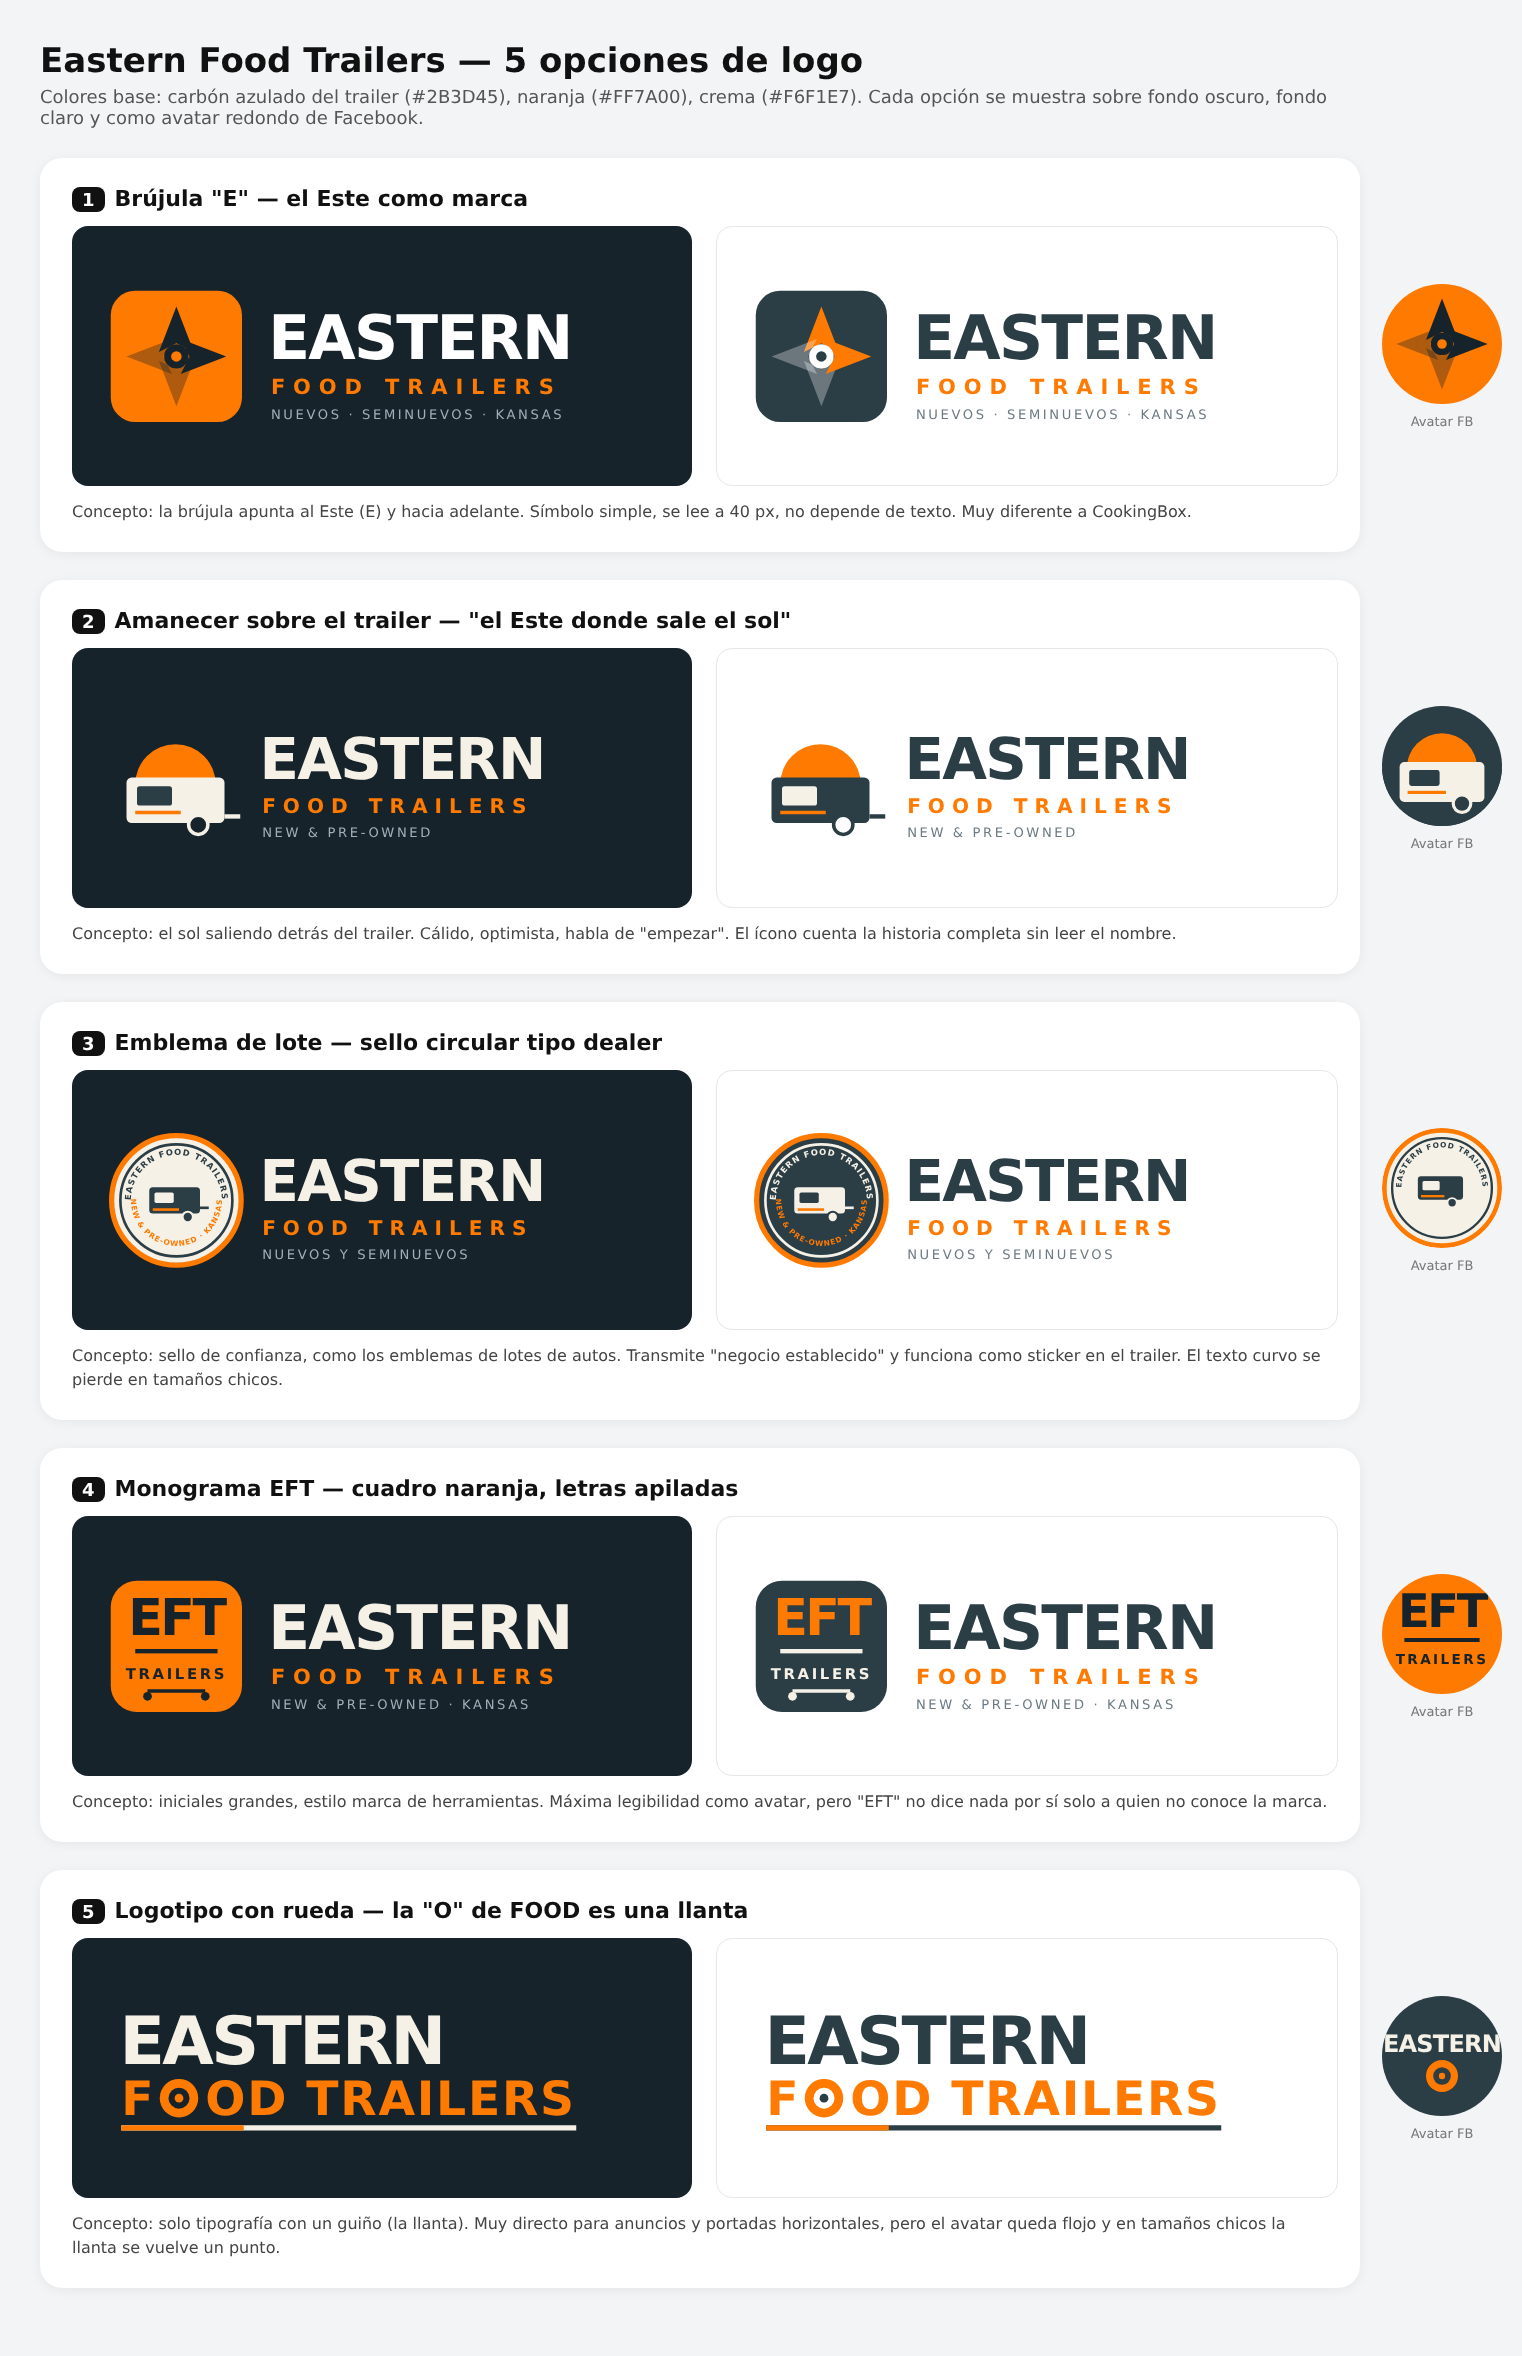 Eastern Food Trailers — 5 opciones de logo
Colores base: carbón azulado del trailer (#2B3D45), naranja (#FF7A00), crema (#F6F1E7). Cada opción se muestra sobre fondo oscuro, fondo
claro y como avatar redondo de Facebook.
1 Brújula "E" — el Este como marca
EASTERN
FOOD TRAILERS
NUEVOS · SEMINUEVOS · KANSAS
EASTERN
FOOD TRAILERS
NUEVOS · SEMINUEVOS · KANSAS
Avatar FB
Concepto: la brújula apunta al Este (E) y hacia adelante. Símbolo simple, se lee a 40 px, no depende de texto. Muy diferente a CookingBox.
2 Amanecer sobre el trailer — "el Este donde sale el sol"
EASTERN
FOOD TRAILERS
NEW & PRE-OWNED
EASTERN
FOOD TRAILERS
NEW & PRE-OWNED
Avatar FB
Concepto: el sol saliendo detrás del trailer. Cálido, optimista, habla de "empezar". El ícono cuenta la historia completa sin leer el nombre.
3 Emblema de lote — sello circular tipo dealer
EASTERN FOOD TRAILERS
NEW & PRE-OWNED · KANSAS
EASTERN
FOOD TRAILERS
NUEVOS Y SEMINUEVOS
EASTERN FOOD TRAILERS
NEW & PRE-OWNED · KANSAS
EASTERN
FOOD TRAILERS
NUEVOS Y SEMINUEVOS
EASTERN FOOD TRAILERS
Avatar FB
Concepto: sello de confianza, como los emblemas de lotes de autos. Transmite "negocio establecido" y funciona como sticker en el trailer. El texto curvo se
pierde en tamaños chicos.
4 Monograma EFT — cuadro naranja, letras apiladas
EFT
TRAILERS
EASTERN
FOOD TRAILERS
NEW & PRE-OWNED · KANSAS
EFT
TRAILERS
EASTERN
FOOD TRAILERS
NEW & PRE-OWNED · KANSAS
EFT
TRAILERS
Avatar FB
Concepto: iniciales grandes, estilo marca de herramientas. Máxima legibilidad como avatar, pero "EFT" no dice nada por sí solo a quien no conoce la marca.
5 Logotipo con rueda — la "O" de FOOD es una llanta
EASTERN
FOOD TRAILERS
EASTERN
FOOD TRAILERS
EASTERN
Avatar FB
Concepto: solo tipografía con un guiño (la llanta). Muy directo para anuncios y portadas horizontales, pero el avatar queda flojo y en tamaños chicos la
llanta se vuelve un punto.